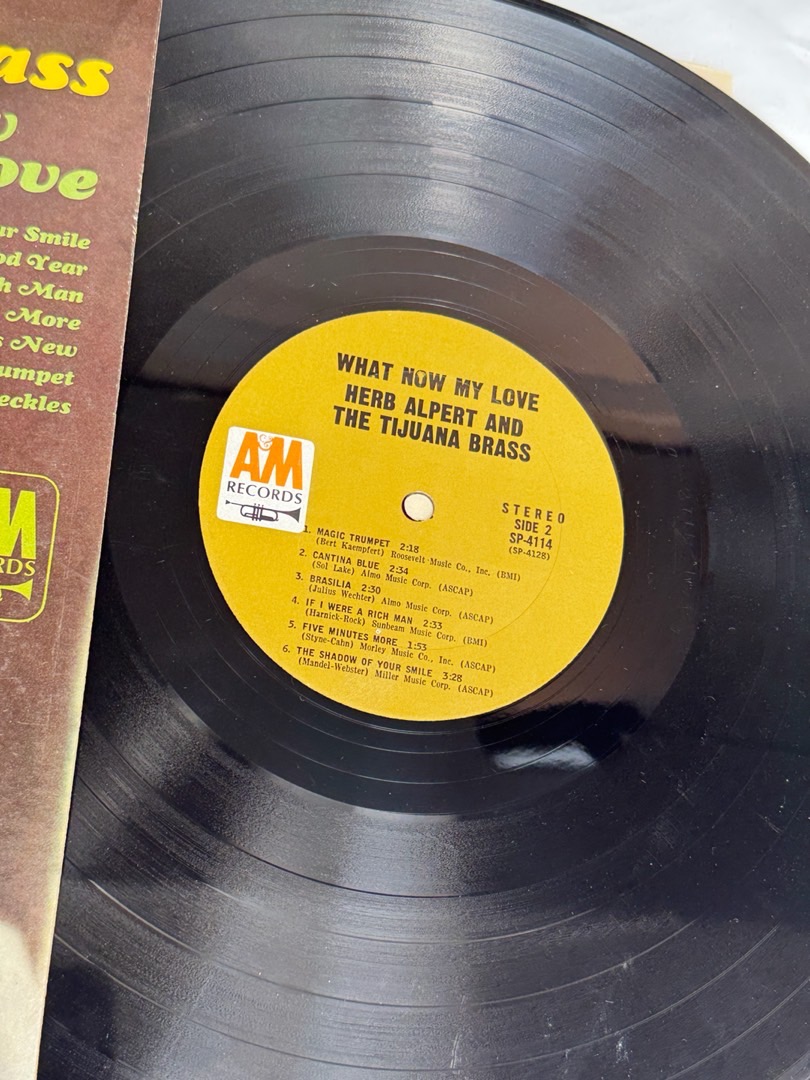 ass
ove
ur Smile
od Year
h Man
More
s New
umpet
eckles
M
RDS
WHAT NOW MY LOVE
HERB ALPERT AND
THE TIJUANA BRASS
A&M
RECORDS
STEREO
SIDE 2
SP-4114
(SP-4128)
1. MAGIC TRUMPET 2:18
(Bert Kaempfert) Roosevelt Music Co., Inc. (BMI)
2. CANTINA BLUE 2:34
(Sol Lake) Almo Music Corp. (ASCAP)
3. BRASILIA 2:30
(Julius Wechter) Almo Music Corp. (ASCAP)
4. IF I WERE A RICH MAN 2:33
(Harnick-Rock) Sunbeam Music Corp. (BMI)
5. FIVE MINUTES MORE 1:53
(Styne-Cahn) Morley Music Co., Inc. (ASCAP)
6. THE SHADOW OF YOUR SMILE 3:28
(Mandel-Webster) Miller Music Corp. (ASCAP)